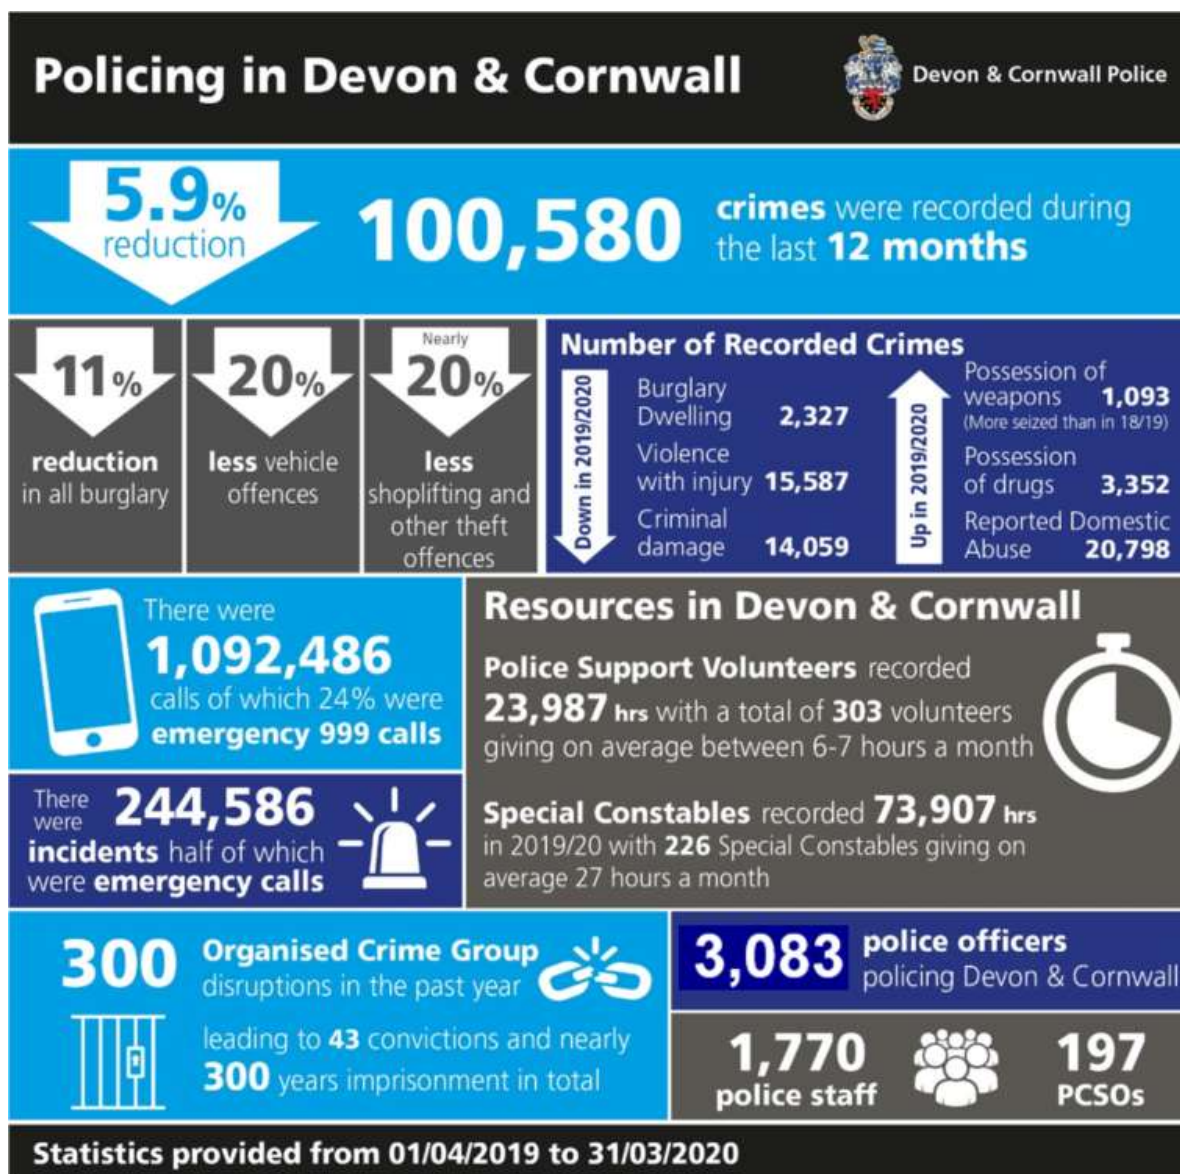 Policing in Devon & Cornwall
Devon & Cornwall Police
5.9%
reduction
100,580
crimes were recorded during
the last 12 months
11%
reduction
in all burglary
20%
less vehicle
offences
Nearly
20%
less
shoplifting and
other theft
offences
Number of Recorded Crimes
Down in 2019/2020
Burglary
Dwelling 2,327
Violence
with injury 15,587
Criminal
damage 14,059
Up in 2019/2020
Possession of
weapons 1,093
(More seized than in 18/19)
Possession
of drugs 3,352
Reported Domestic
Abuse 20,798
There were
1,092,486
calls of which 24% were
emergency 999 calls
There
were 244,586
incidents half of which
were emergency calls
Resources in Devon & Cornwall
Police Support Volunteers recorded
23,987 hrs with a total of 303 volunteers
giving on average between 6-7 hours a month
Special Constables recorded 73,907 hrs
in 2019/20 with 226 Special Constables giving on
average 27 hours a month
300
Organised Crime Group
disruptions in the past year
leading to 43 convictions and nearly
300 years imprisonment in total
3,083
police officers
policing Devon & Cornwall
1,770
police staff
197
PCSOs
Statistics provided from 01/04/2019 to 31/03/2020